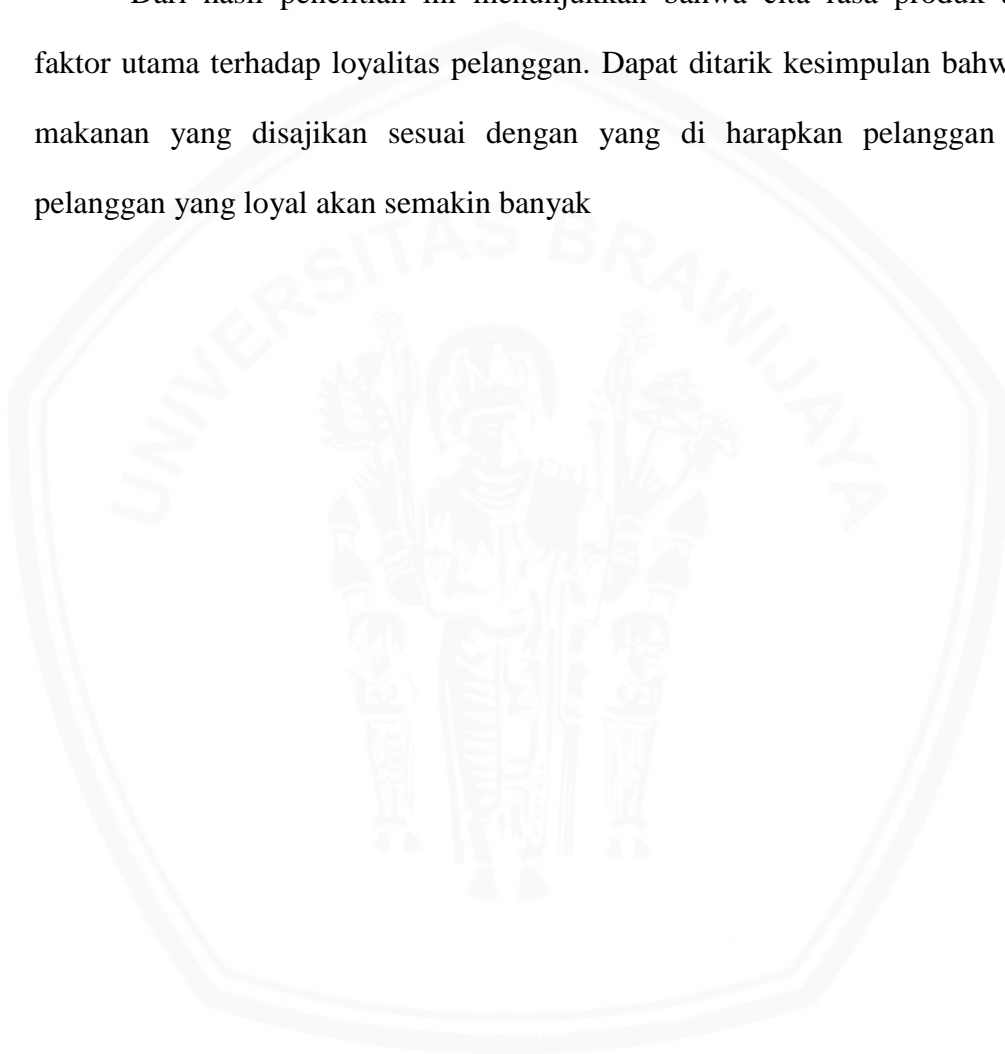 Dari hasil penelitian ini menunjukkan bahwa cita rasa produk
faktor utama terhadap loyalitas pelanggan. Dapat ditarik kesimpulan
makanan yang disajikan sesuai dengan yang di harapkan pelanggan
pelanggan yang loyal akan semakin banyak
UNIVERSITAS BRAWIJAYA